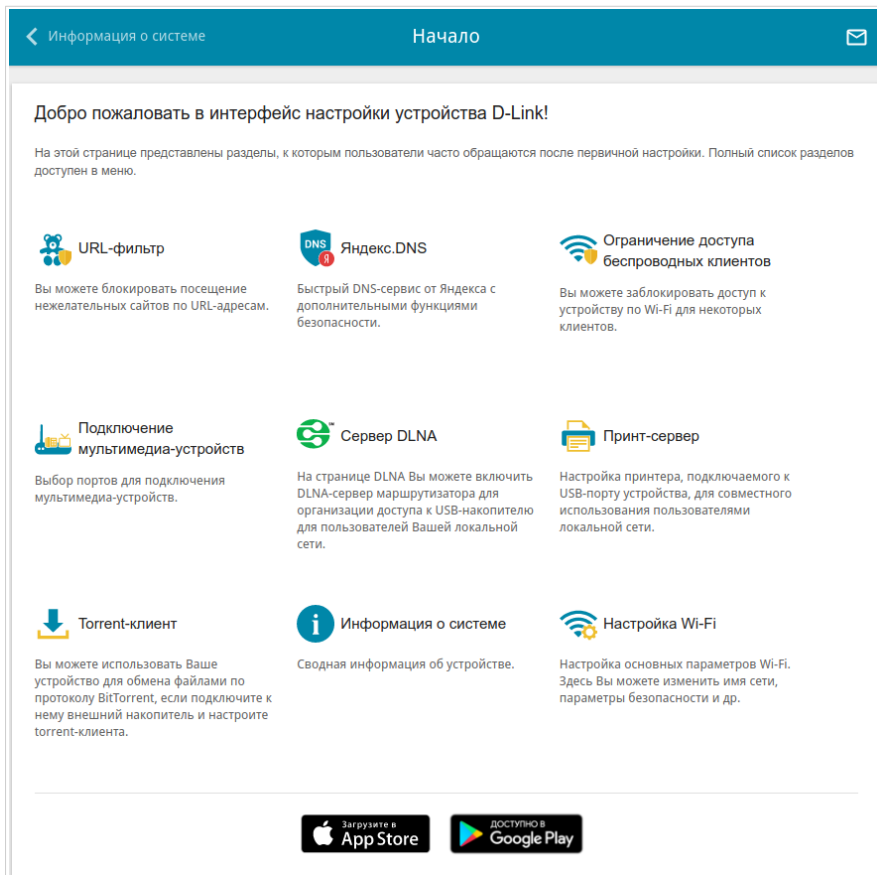 Информация о системе
Начало
Добро пожаловать в интерфейс настройки устройства D-Link!
На этой странице представлены разделы, к которым пользователи часто обращаются после первичной настройки. Полный список разделов
доступен в меню.
URL-фильтр
Вы можете блокировать посещение
нежелательных сайтов по URL-адресам.
DNS
Я
Яндекс.DNS
Быстрый DNS-сервис от Яндекса с
дополнительными функциями
безопасности.
Ограничение доступа
беспроводных клиентов
Вы можете заблокировать доступ к
устройству по Wi-Fi для некоторых
клиентов.
Подключение
мультимедиа-устройств
Выбор портов для подключения
мультимедиа-устройств.
Сервер DLNA
На странице DLNA Вы можете включить
DLNA-сервер маршрутизатора для
организации доступа к USB-накопителю
для пользователей Вашей локальной
сети.
Принт-сервер
Настройка принтера, подключаемого к
USB-порту устройства, для совместного
использования пользователями
локальной сети.
Torrent-клиент
Вы можете использовать Ваше
устройство для обмена файлами по
протоколу BitTorrent, если подключите к
нему внешний накопитель и настроите
torrent-клиента.
Информация о системе
Сводная информация об устройстве.
Настройка Wi-Fi
Настройка основных параметров Wi-Fi.
Здесь Вы можете изменить имя сети,
параметры безопасности и др.
Загрузите в
App Store
ДОСТУПНО В
Google Play